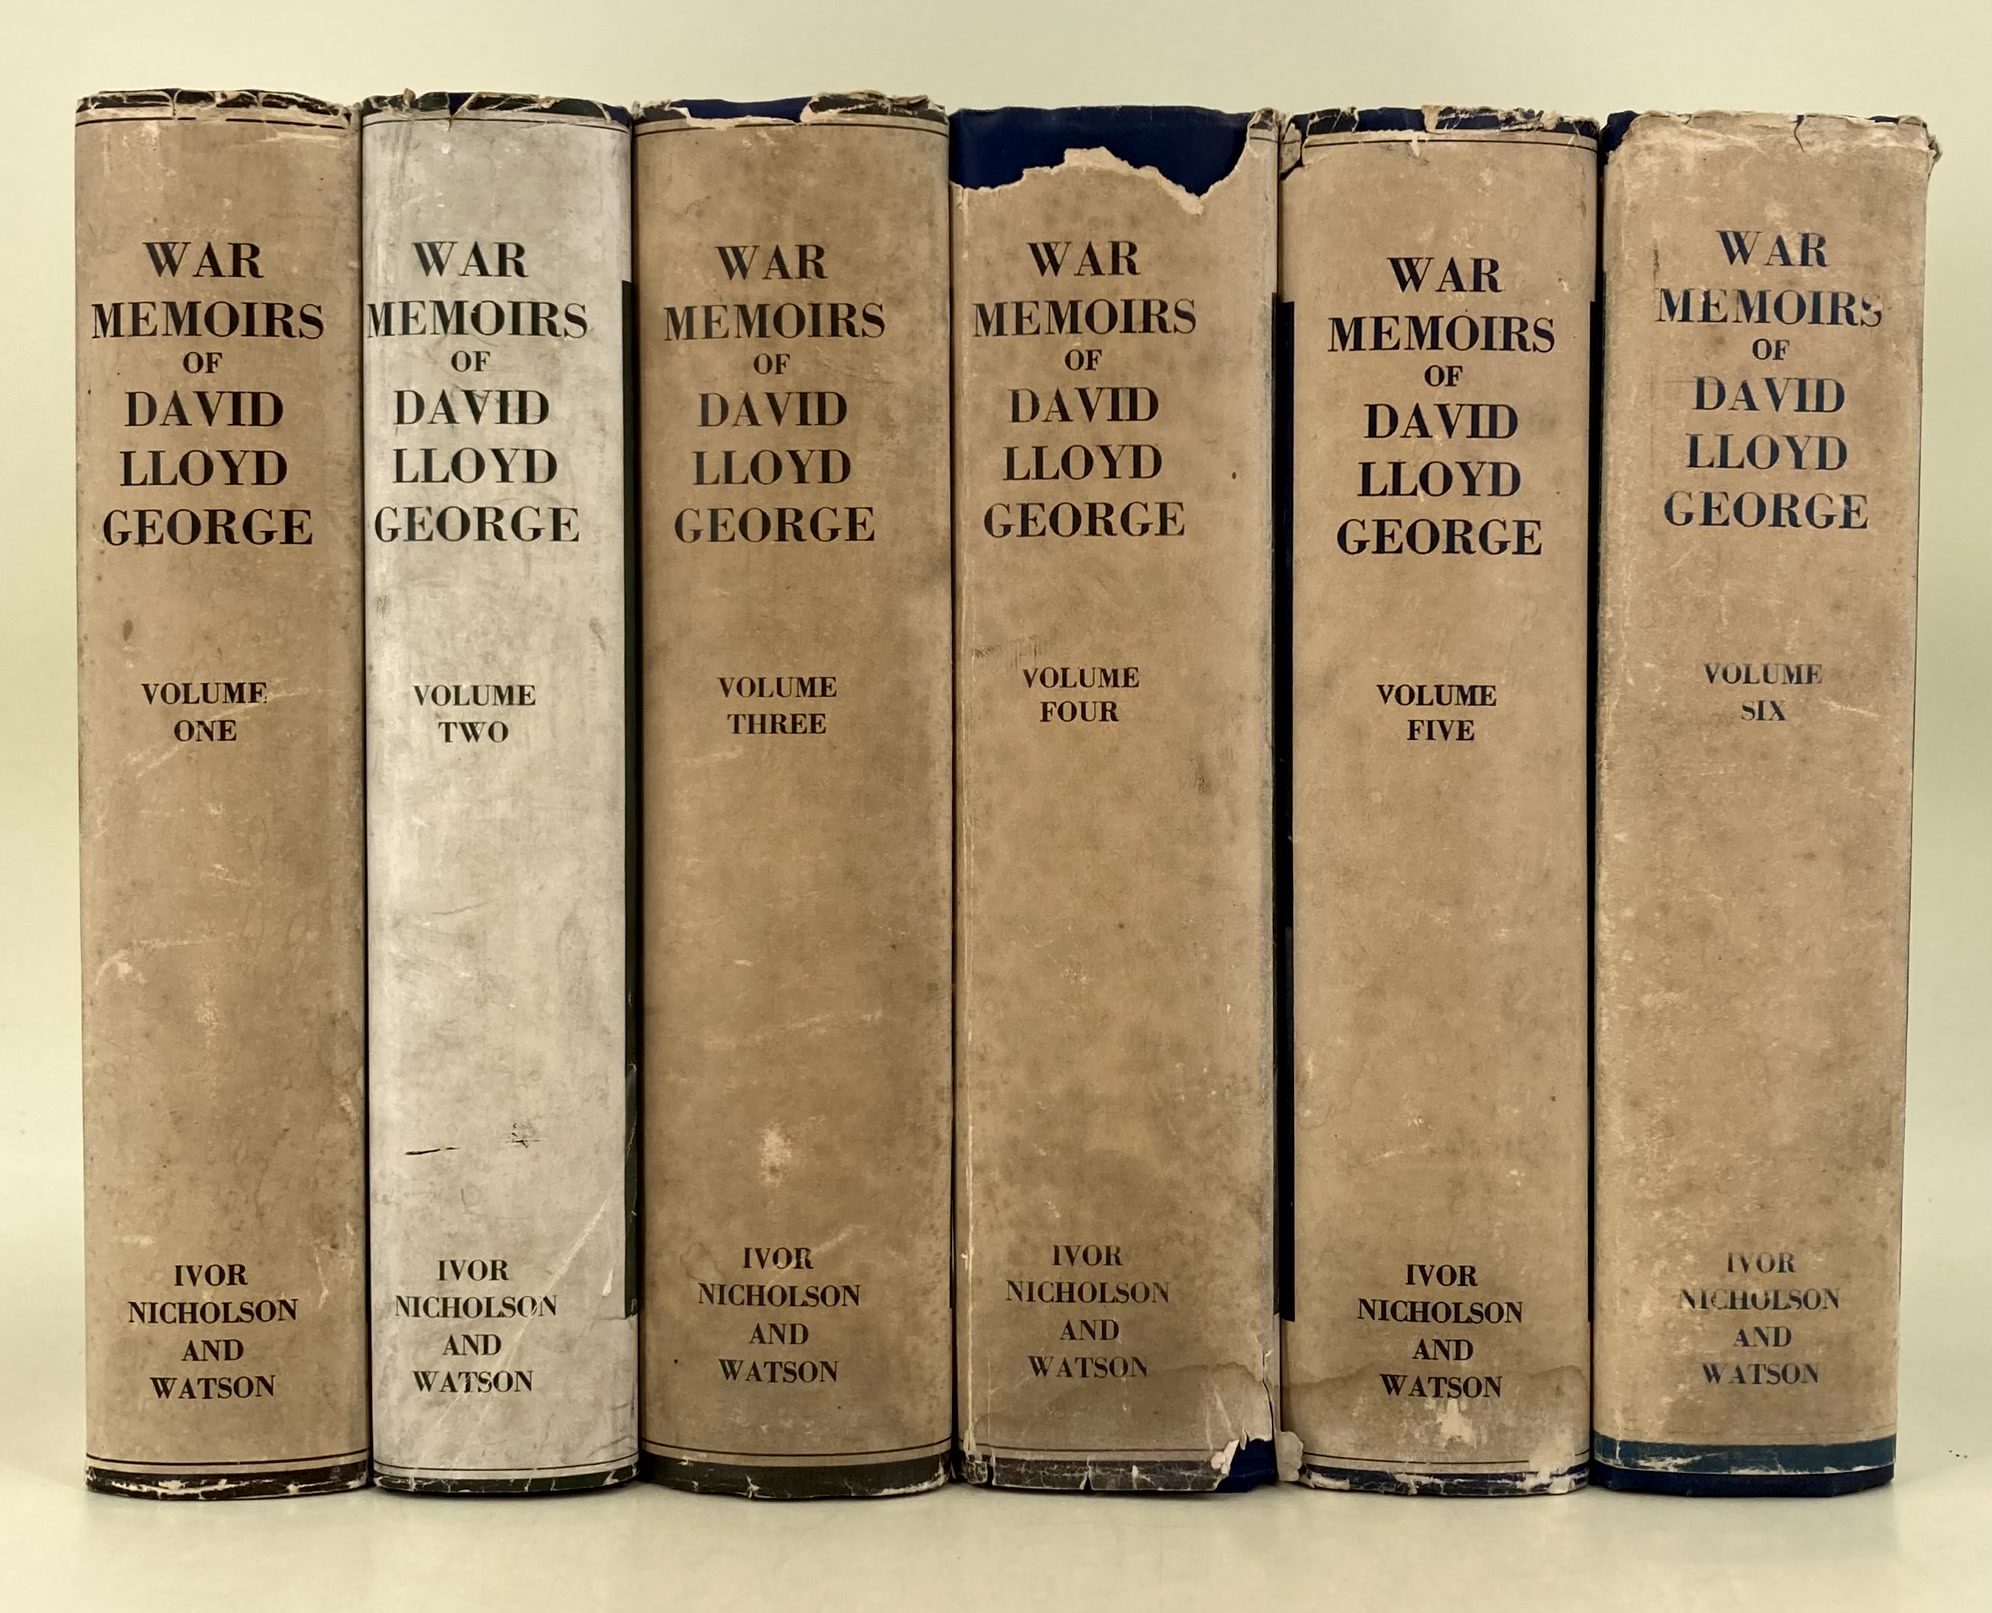 WAR
MEMOIRS
OF
DAVID
LLOYD
GEORGE
VOLUME
ONE
IVOR
NICHOLSON
AND
WATSON
WAR
MEMOIRS
OF
DAVID
LLOYD
GEORGE
VOLUME
TWO
IVOR
NICHOLSON
AND
WATSON
WAR
MEMOIRS
OF
DAVID
LLOYD
GEORGE
VOLUME
THREE
IVOR
NICHOLSON
AND
WATSON
WAR
MEMOIRS
OF
DAVID
LLOYD
GEORGE
VOLUME
FOUR
IVOR
NICHOLSON
AND
WATSON
WAR
MEMOIRS
OF
DAVID
LLOYD
GEORGE
VOLUME
FIVE
IVOR
NICHOLSON
AND
WATSON
WAR
MEMOIRS
OF
DAVID
LLOYD
GEORGE
VOLUME
SIX
IVOR
NICHOLSON
AND
WATSON